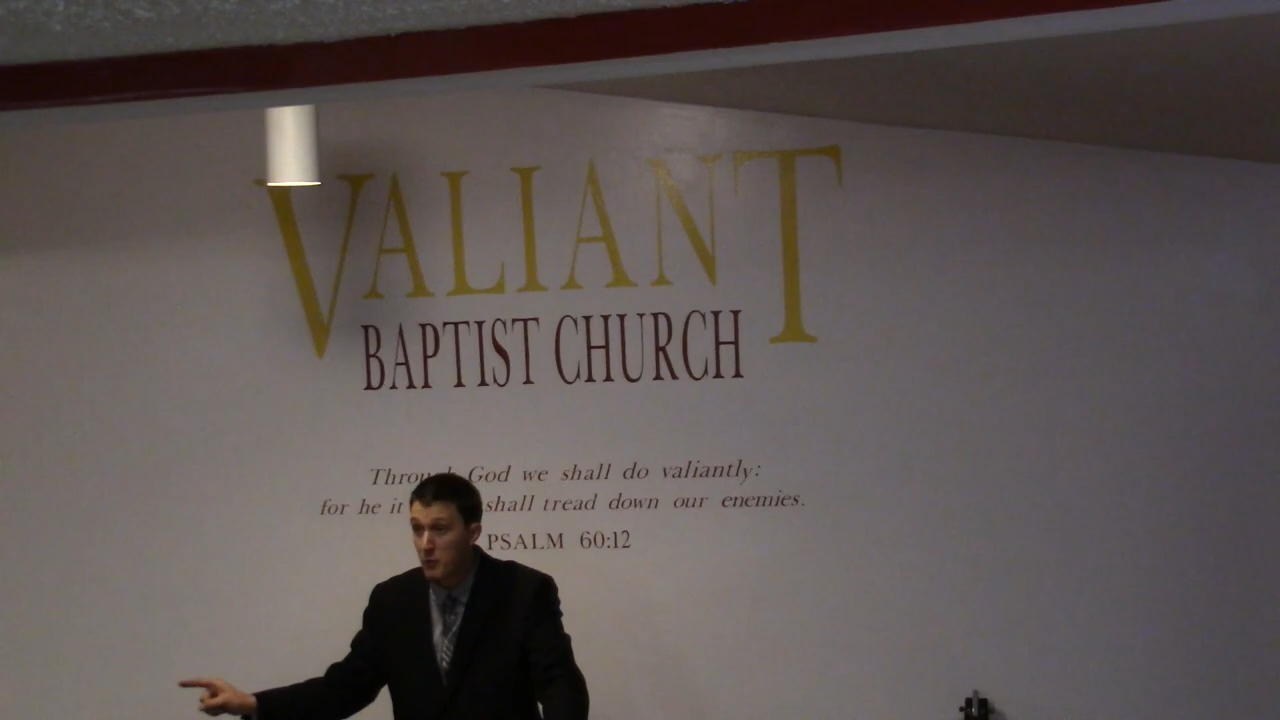 VALIANT
BAPTIST CHURCH
Through God we shall do valiantly:
for he it shall tread down our enemies.
PSALM 60:12